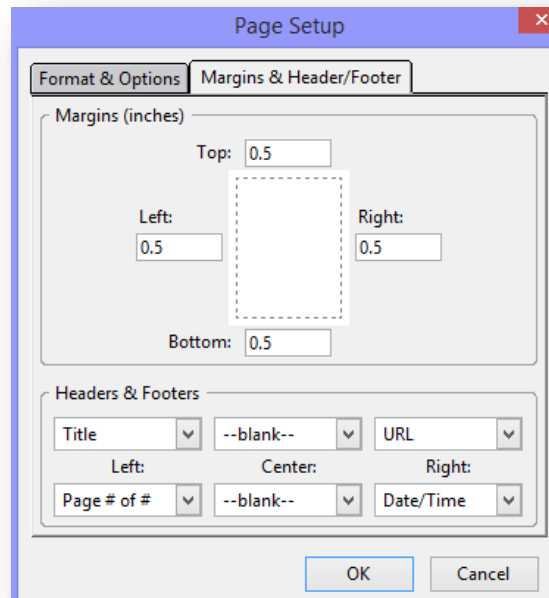 Page Setup
Format & Options Margins & Header/Footer
Margins (inches)
Top: 0.5
Left: Right:
0.5 0.5
Bottom: 0.5
Headers & Footers
Title --blank-- URL
Left: Center: Right:
Page # of # --blank-- Date/Time
OK Cancel